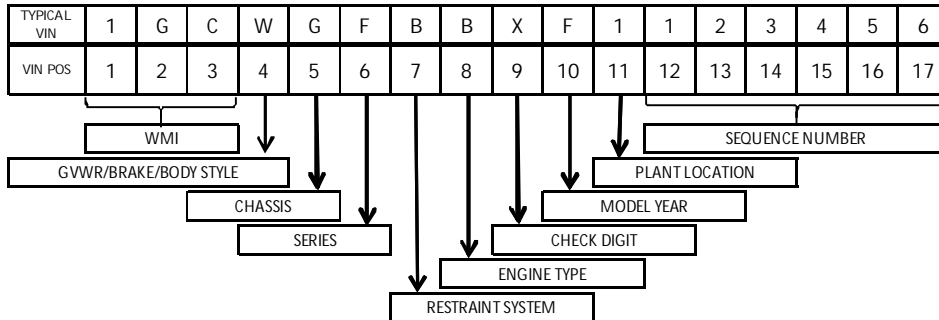 TYPICAL VIN 1 G C W G F B B X F 1 1 2 3 4 5 6
VIN POS 1 2 3 4 5 6 7 8 9 10 11 12 13 14 15 16 17
WMI SEQUENCE NUMBER
GVWR/BRAKE/BODY STYLE PLANT LOCATION
CHASSIS MODEL YEAR
SERIES CHECK DIGIT
ENGINE TYPE
RESTRAINT SYSTEM